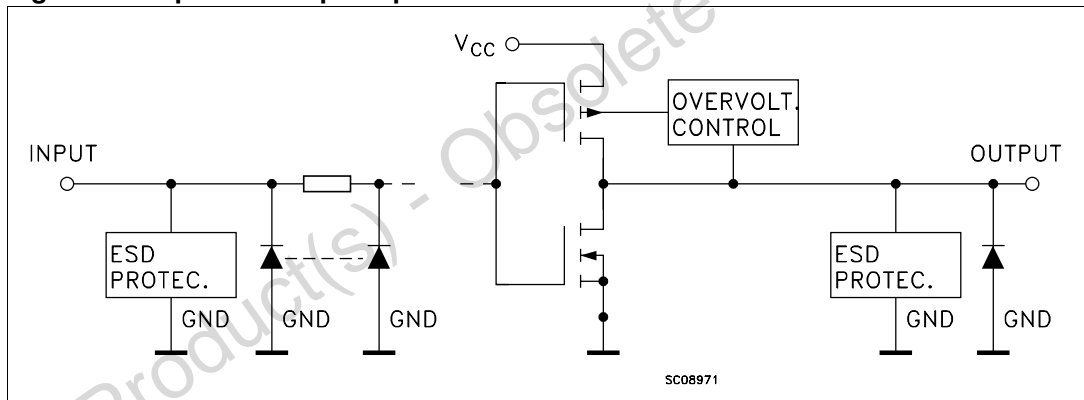 V_CC
OVERVOLT.
CONTROL
INPUT
OUTPUT
ESD
PROTEC.
ESD
PROTEC.
GND
GND
GND
GND
GND
SC08971
Product(s) - Obsolete